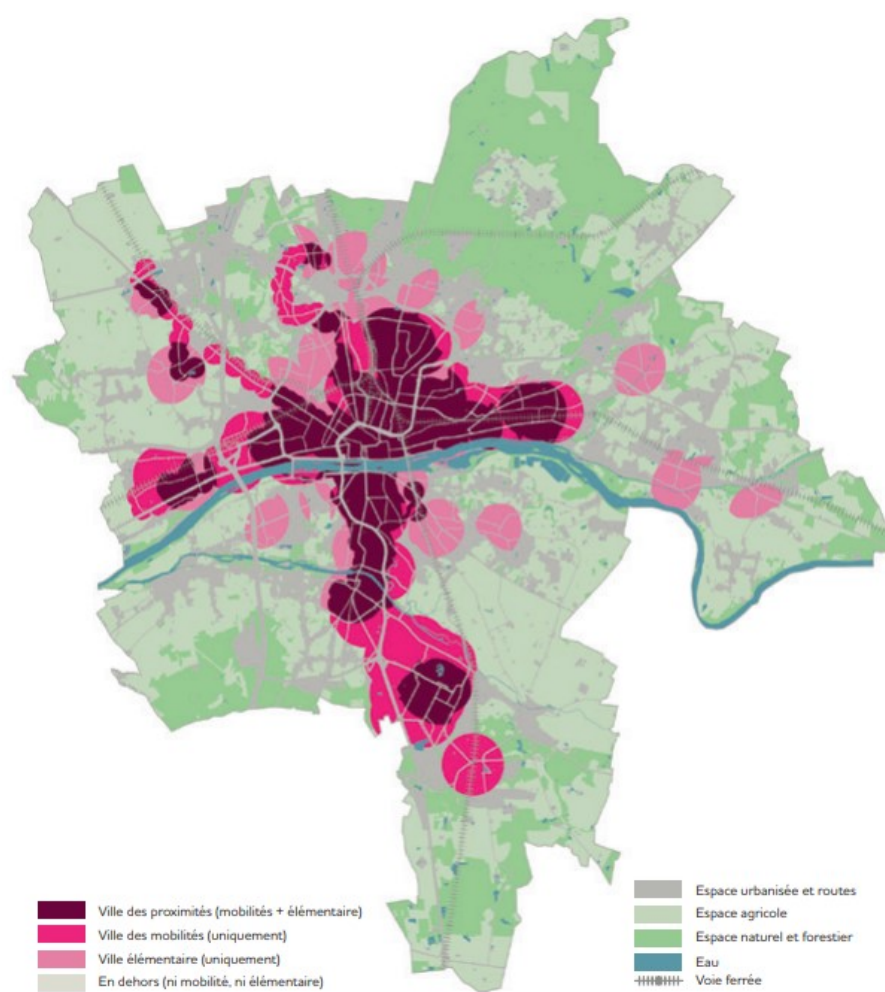 Ville des proximités (mobilités + élémentaire)
Ville des mobilités (uniquement)
Ville élémentaire (uniquement)
En dehors (ni mobilité, ni élémentaire)
Espace urbanisée et routes
Espace agricole
Espace naturel et forestier
Eau
Voie ferrée